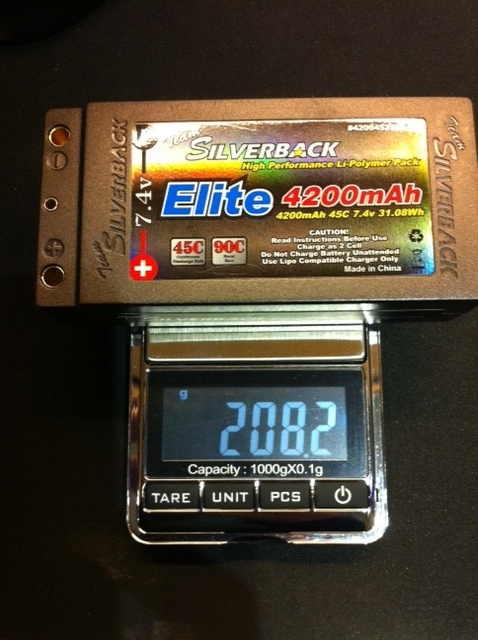 Team
SILVERBACK
7.4v
Team SILVERBACK
High Performance Li-Polymer Pack
Elite 4200mAh
4200mAh 45C 7.4v 31.08Wh
45C 90C
CAUTION!
Read Instructions Before Use
Charge as 2 Cell
Do Not Charge Battery Unattended
Use Lipo Compatible Charger Only
Made in China
Team
SILVERBACK
g
208.2
Capacity : 1000gX0.1g
TARE UNIT PCS